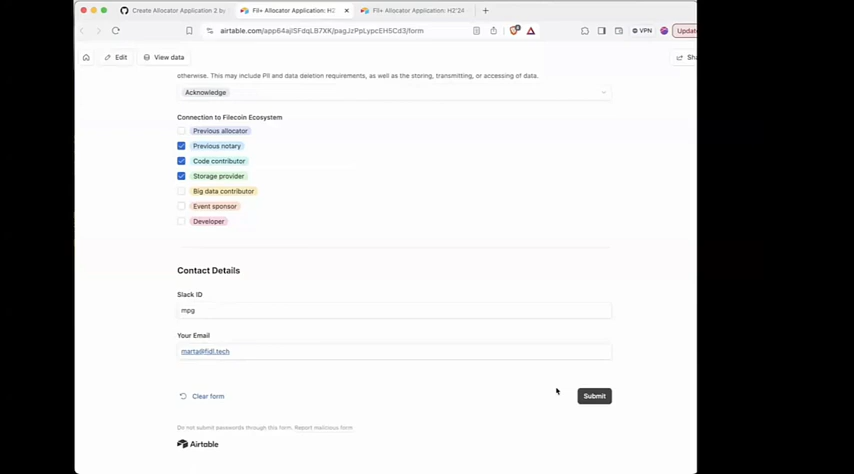 Create Allocator Application 2 by
Fil+ Allocator Application: H2'
Fil+ Allocator Application: H2'24
airtable.com/app64ajlSFdqLB7XK/pagJzPpLypcEH5Cd3/form
VPN
Update
Edit
View data
Sha
otherwise. This may include PII and data deletion requirements, as well as the storing, transmitting, or accessing of data.
Acknowledge
Connection to Filecoin Ecosystem
Previous allocator
Previous notary
Code contributor
Storage provider
Big data contributor
Event sponsor
Developer
Contact Details
Slack ID
mpg
Your Email
marta@fidl.tech
Clear form
Submit
Do not submit passwords through this form. Report malicious form
Airtable